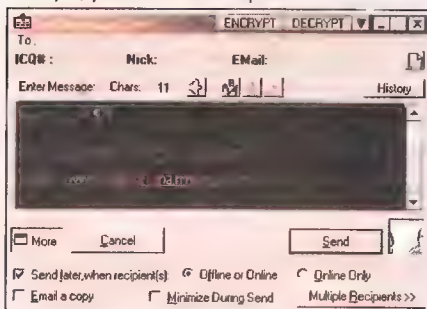 ENCRYPT DECRYPT
To.
ICQ# : Nick: EMail:
Enter Message: Chars: 11 History
More Cancel Send
Send later, when recipient(s): Offline or Online Online Only
Email a copy Minimize During Send Multiple Recipients >>